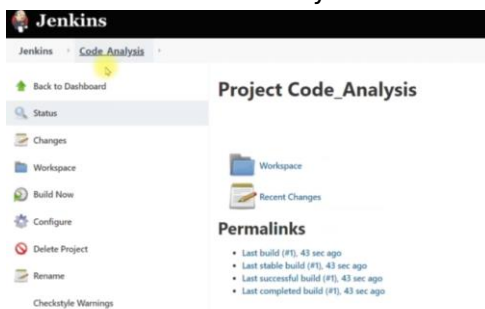 Jenkins
Jenkins Code_Analysis
Back to Dashboard
Status
Changes
Workspace
Build Now
Configure
Delete Project
Rename
Checkstyle Warnings
Project Code_Analysis
Workspace
Recent Changes
Permalinks
Last build (#1), 43 sec ago
Last stable build (#1), 43 sec ago
Last successful build (#1), 43 sec ago
Last completed build (#1), 43 sec ago